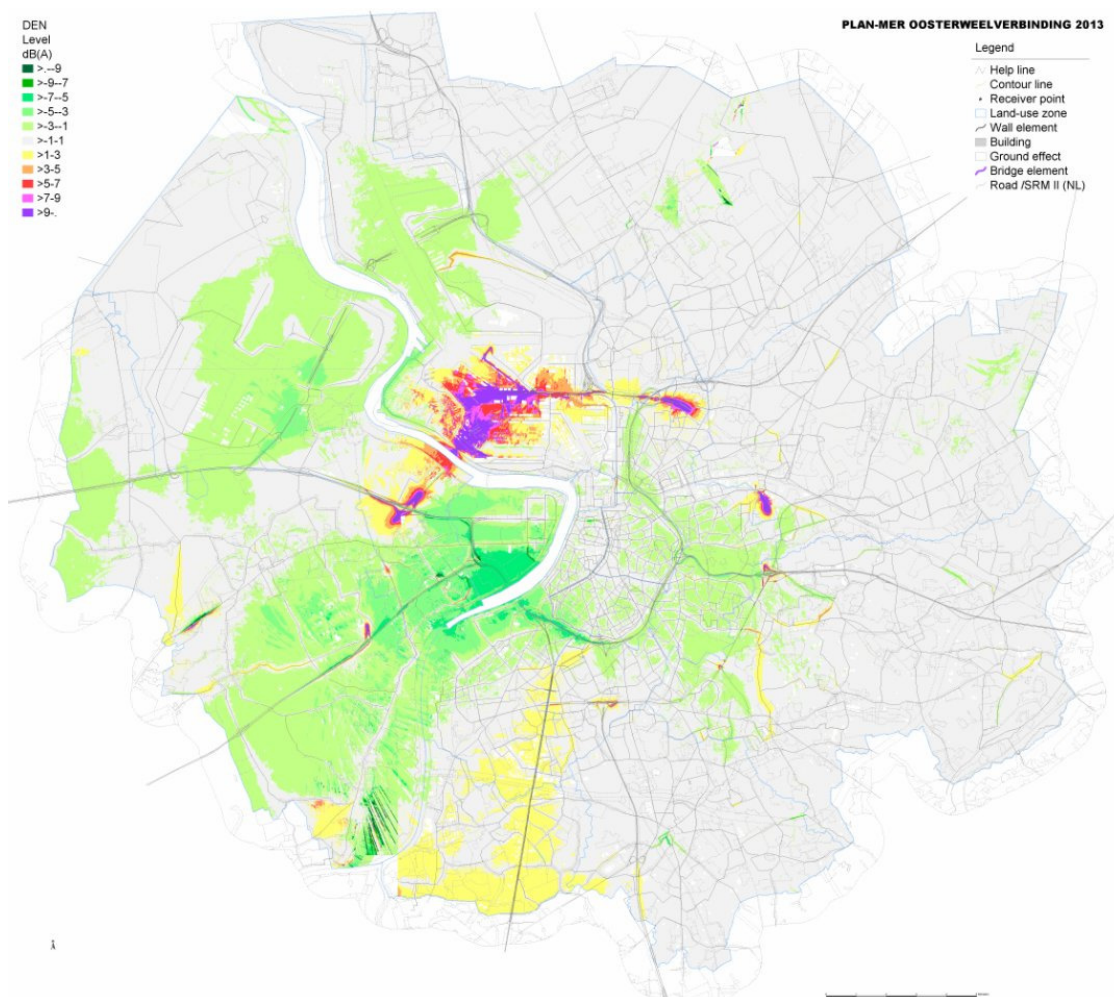 DEN
Level
dB(A)
>.--9
>-9--7
>-7--5
>-5--3
>-3--1
>-1-1
>1-3
>3-5
>5-7
>7-9
>9-.
PLAN-MER OOSTERWEELVERBINDING 2013
Legend
Help line
Contour line
Receiver point
Land-use zone
Wall element
Building
Ground effect
Bridge element
Road /SRM II (NL)